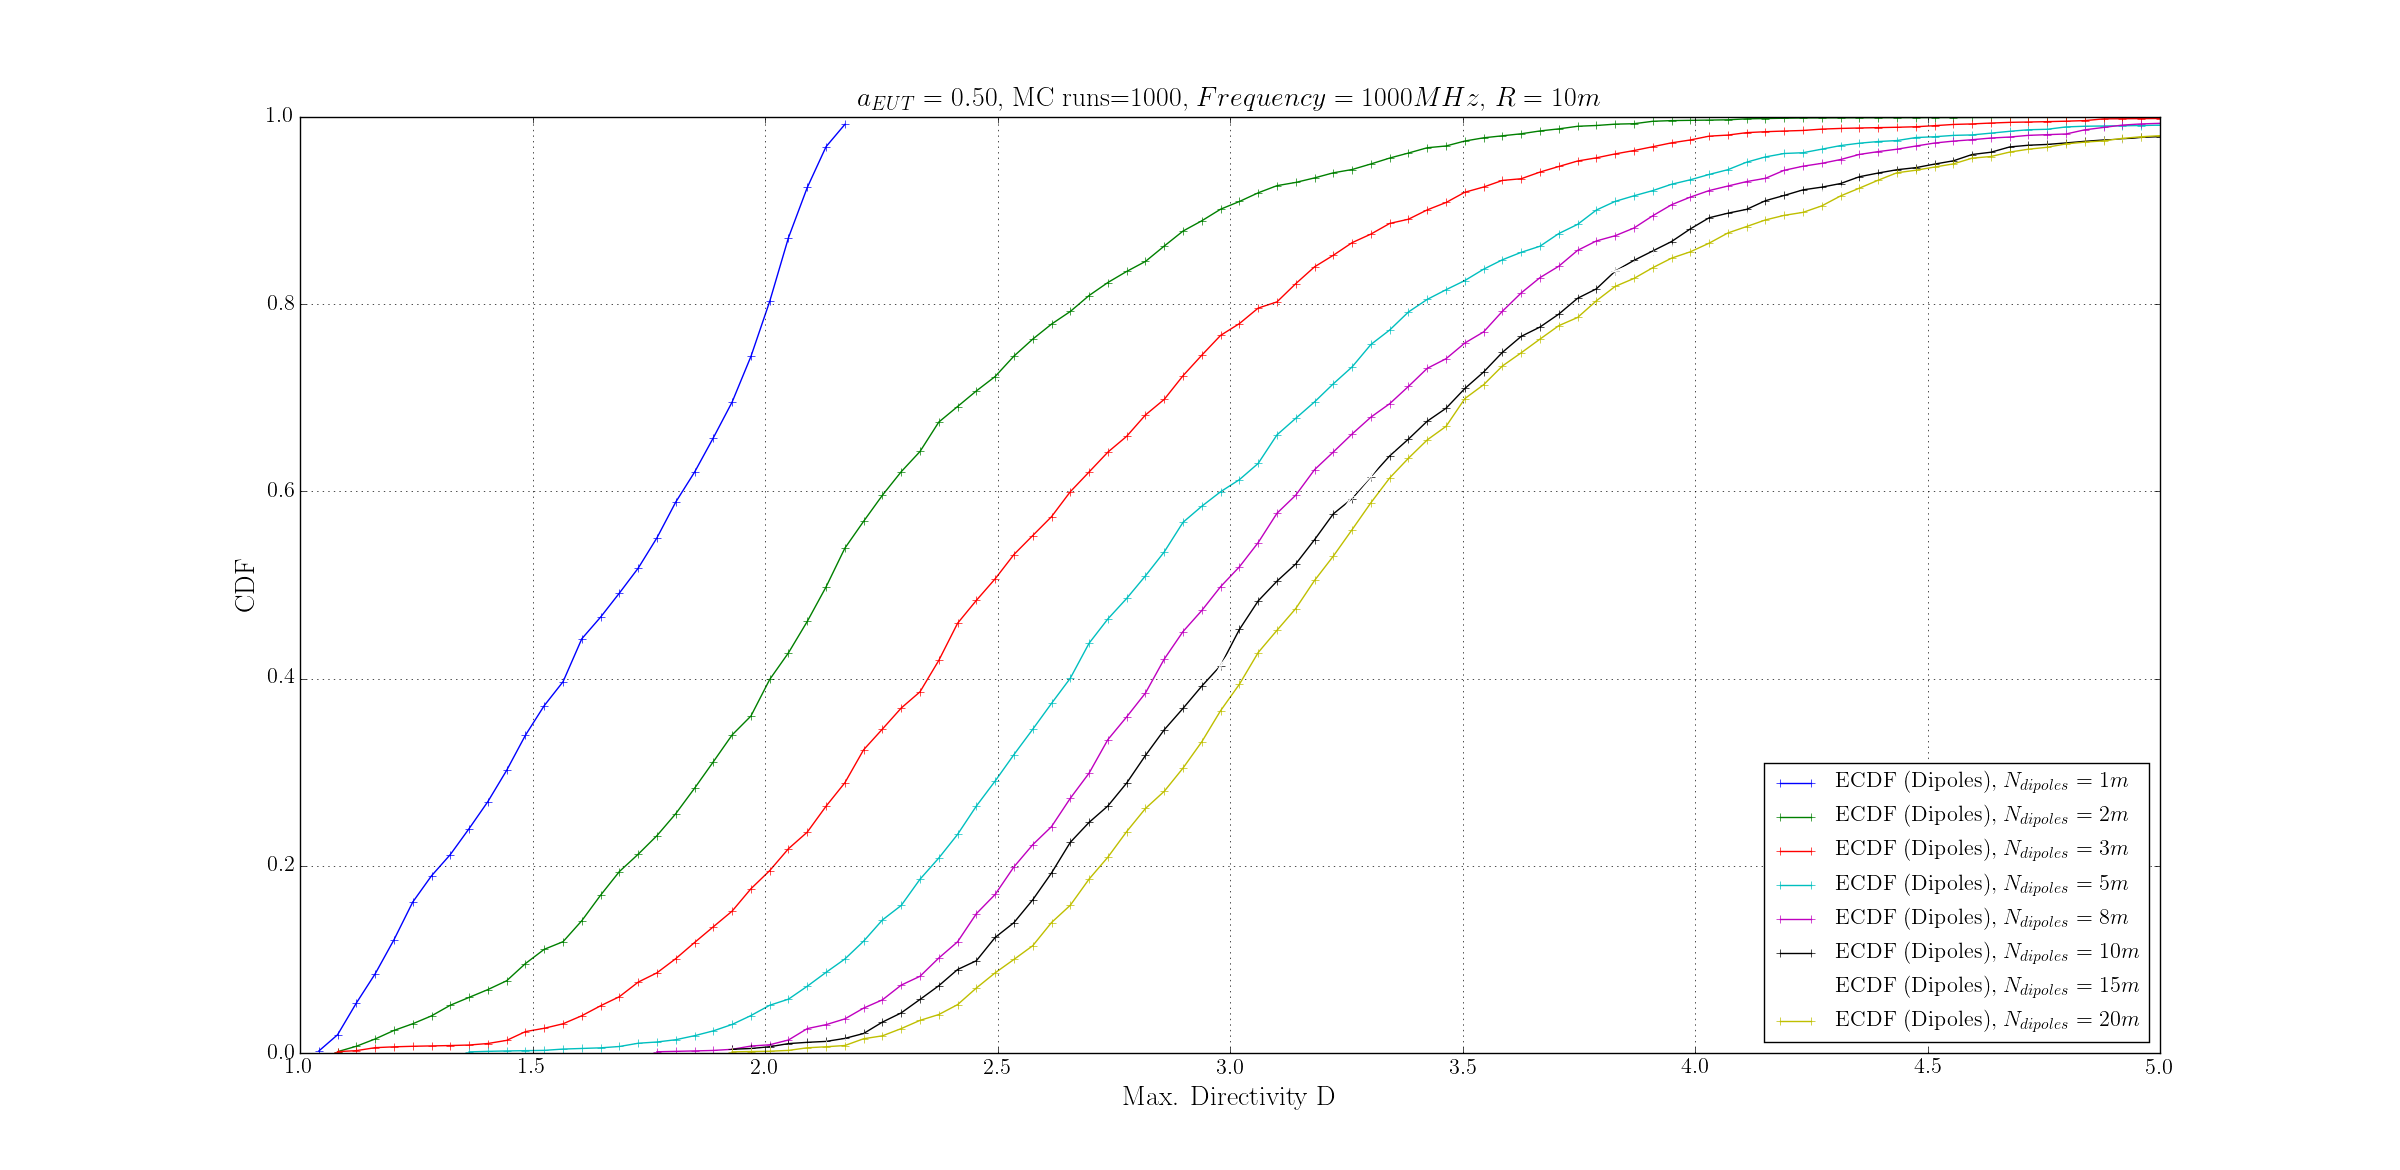 a_EUT = 0.50, MC runs=1000, Frequency = 1000MHz, R = 10m
1.0
0.8
0.6
0.4
0.2
0.0
CDF
1.0 1.5 2.0 2.5 3.0 3.5 4.0 4.5 5.0
Max. Directivity D
ECDF (Dipoles), N_dipoles = 1m
ECDF (Dipoles), N_dipoles = 2m
ECDF (Dipoles), N_dipoles = 3m
ECDF (Dipoles), N_dipoles = 5m
ECDF (Dipoles), N_dipoles = 8m
ECDF (Dipoles), N_dipoles = 10m
ECDF (Dipoles), N_dipoles = 15m
ECDF (Dipoles), N_dipoles = 20m